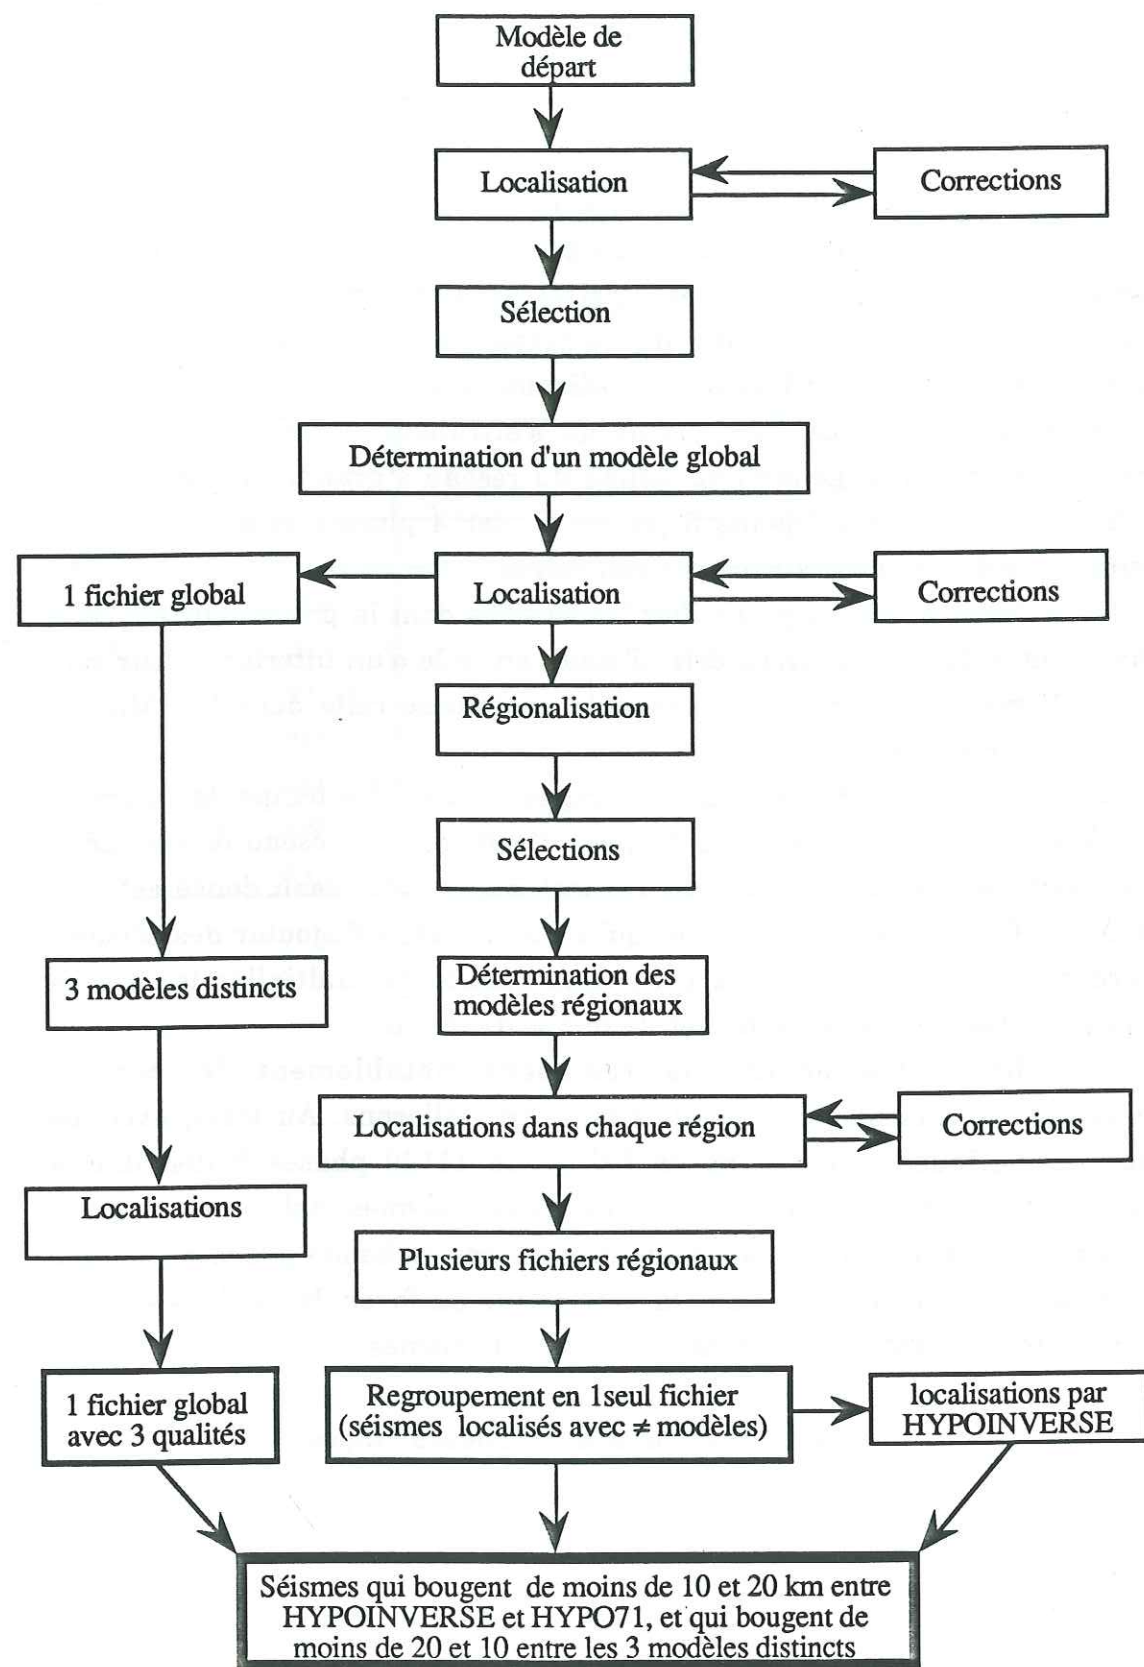 Modèle de
départ
Localisation
Corrections
Sélection
Détermination d'un modèle global
1 fichier global
Localisation
Corrections
Régionalisation
Sélections
3 modèles distincts
Détermination des
modèles régionaux
Localisations dans chaque région
Corrections
Localisations
Plusieurs fichiers régionaux
1 fichier global
avec 3 qualités
Regroupement en 1seul fichier
(séismes localisés avec ≠ modèles)
localisations par
HYPOINVERSE
Séismes qui bougent de moins de 10 et 20 km entre
HYPOINVERSE et HYPO71, et qui bougent de
moins de 20 et 10 entre les 3 modèles distincts